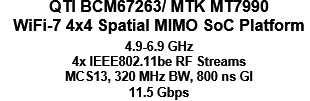 QTI BCM67263/ MTK MT7990
WiFi-7 4x4 Spatial MIMO SoC Platform
4.9-6.9 GHz
4x IEEE802.11be RF Streams
MCS13, 320 MHz BW, 800 ns GI
11.5 Gbps